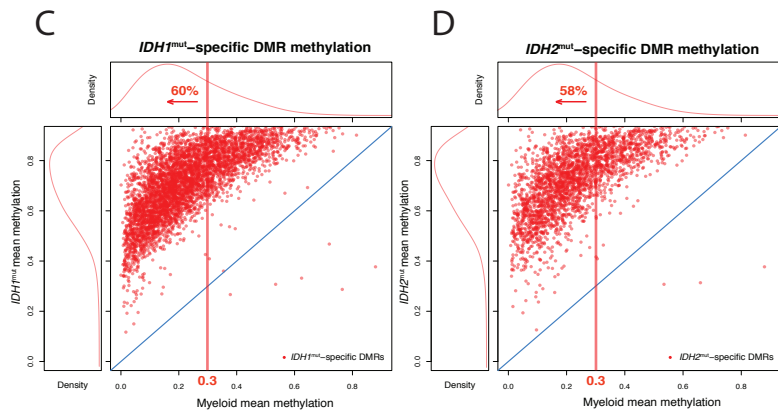 C
IDH1mut–specific DMR methylation
Density
60%
IDH1mut mean methylation
0.0 0.2 0.4 0.6 0.8
IDH1mut–specific DMRs
Density
0.0 0.2 0.4 0.6 0.8
0.3
Myeloid mean methylation
D
IDH2mut–specific DMR methylation
Density
58%
IDH2mut mean methylation
0.0 0.2 0.4 0.6 0.8
IDH2mut–specific DMRs
Density
0.0 0.2 0.4 0.6 0.8
0.3
Myeloid mean methylation